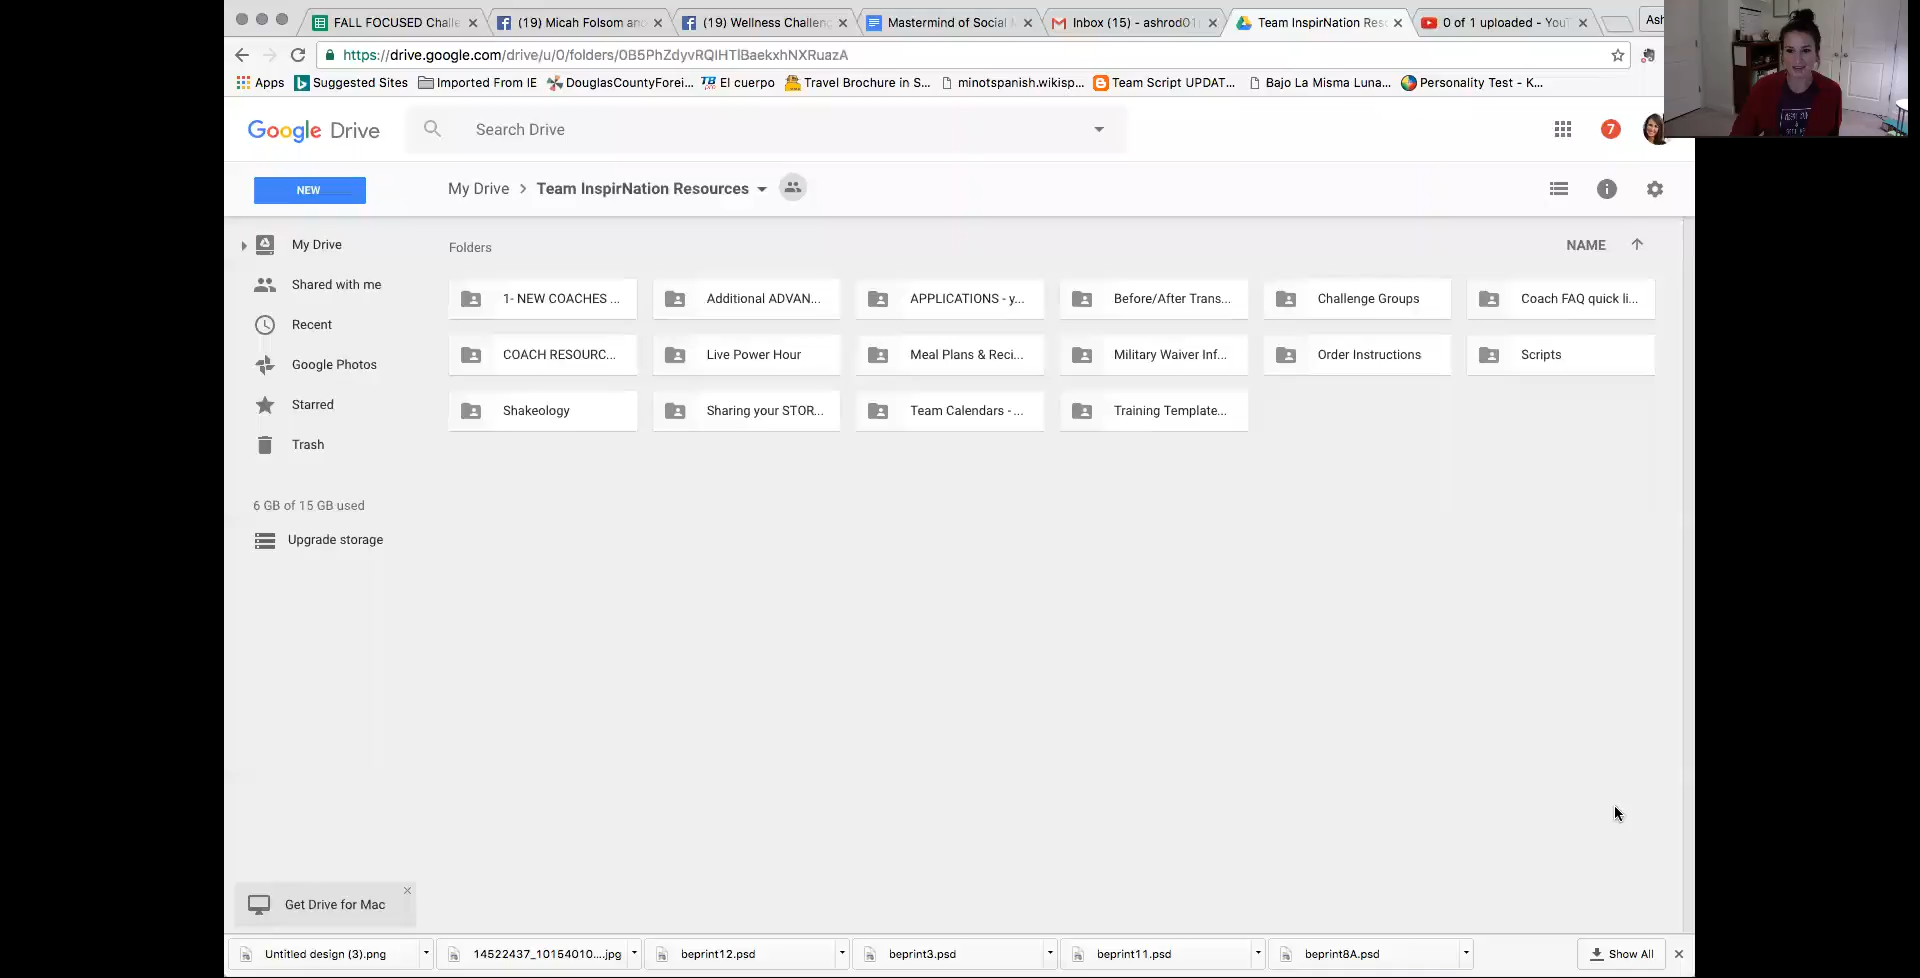 FALL FOCUSED Challe
(19) Micah Folsom an
(19) Wellness Challeng
Mastermind of Social M
Inbox (15) - ashrod01
Team InspirNation Res
0 of 1 uploaded - YouT
Ash
https://drive.google.com/drive/u/0/folders/0B5PhZdyvRQIHTlBaekxhNXRuazA
Apps
Suggested Sites
Imported From IE
DouglasCountyForei...
El cuerpo
Travel Brochure in S...
minotspanish.wikisp...
Team Script UPDAT...
Bajo La Misma Luna...
Personality Test - K...
Google Drive
Search Drive
7
NEW
My Drive > Team InspirNation Resources
My Drive
Shared with me
Recent
Google Photos
Starred
Trash
6 GB of 15 GB used
Upgrade storage
Folders
NAME
1- NEW COACHES ...
Additional ADVAN...
APPLICATIONS - y...
Before/After Trans...
Challenge Groups
Coach FAQ quick li...
COACH RESOURC...
Live Power Hour
Meal Plans & Reci...
Military Waiver Inf...
Order Instructions
Scripts
Shakeology
Sharing your STOR...
Team Calendars - ...
Training Template...
Get Drive for Mac
Untitled design (3).png
14522437_10154010....jpg
beprint12.psd
beprint3.psd
beprint11.psd
beprint8A.psd
Show All